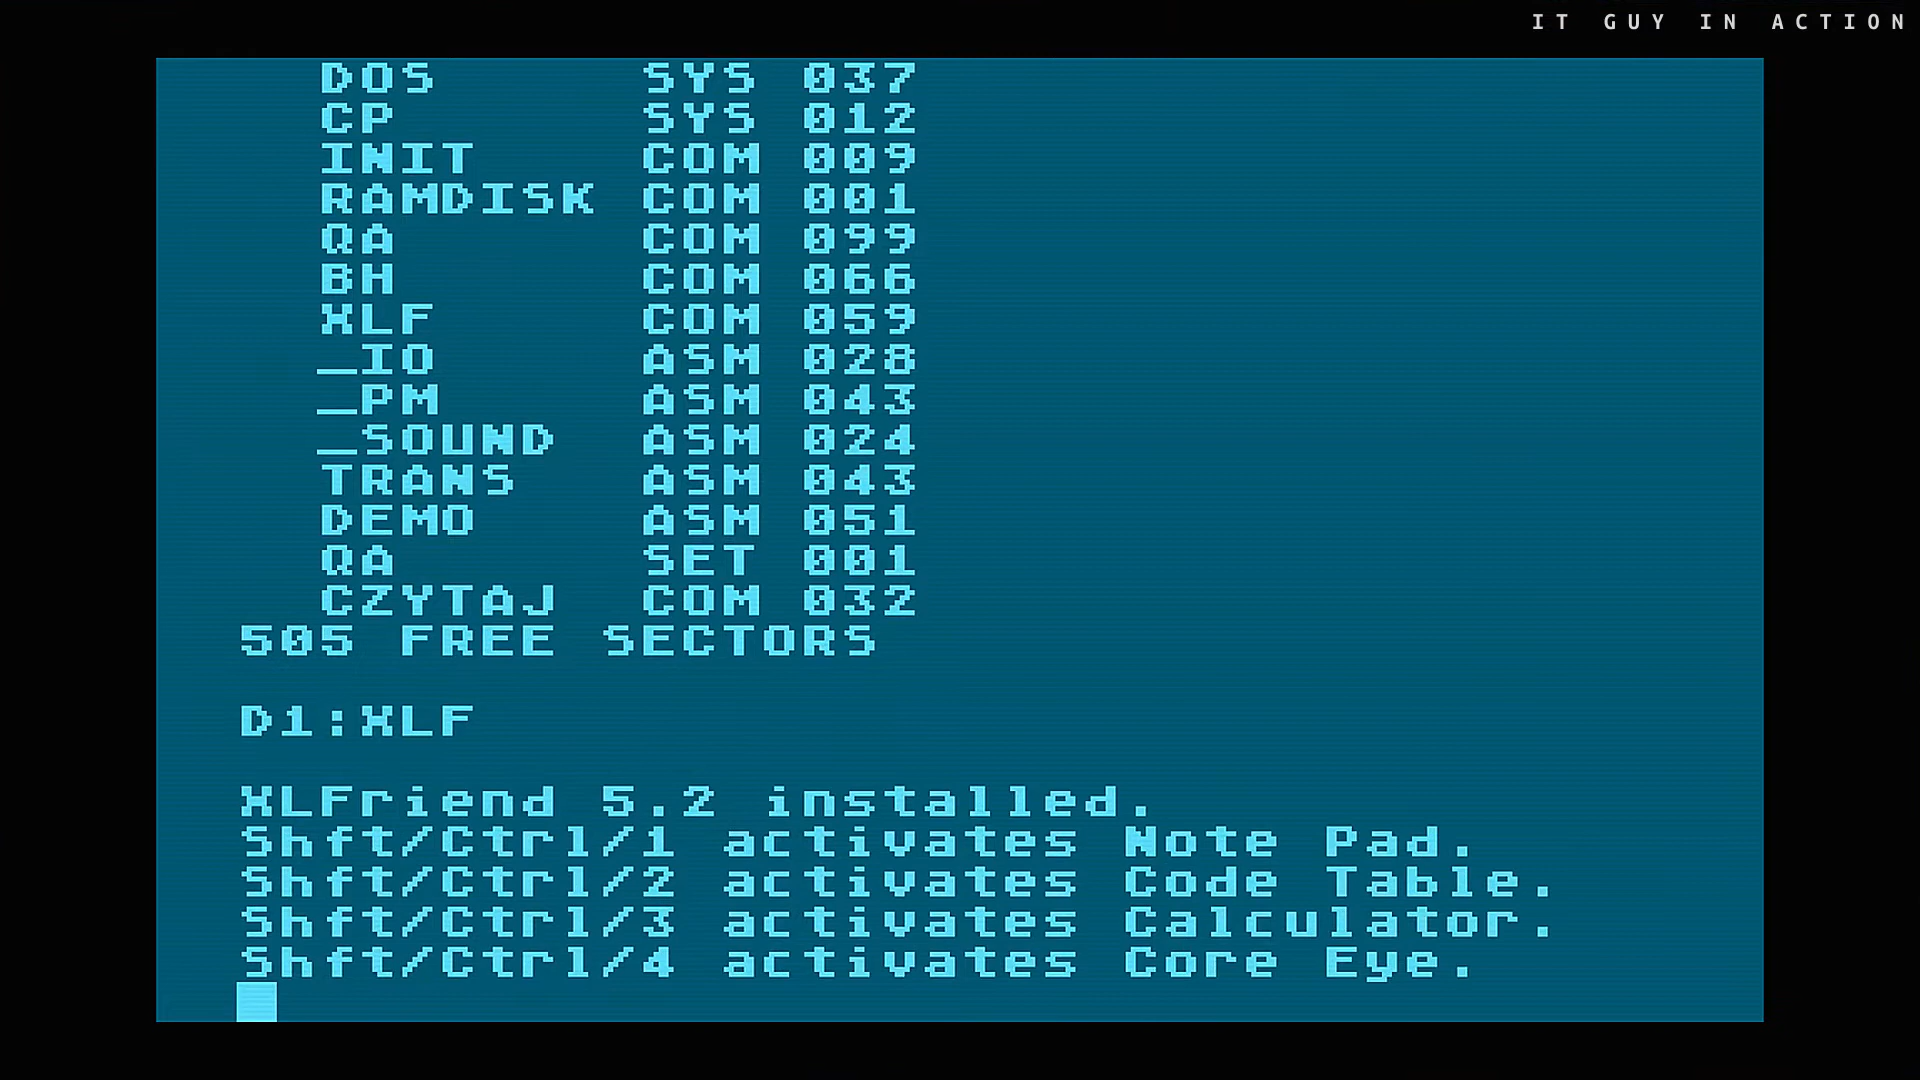 IT GUY IN ACTION
DOS SYS 037
CP SYS 012
INIT COM 009
RAMDISK COM 001
QA COM 099
BH COM 066
XLF COM 059
_IO ASM 028
_PM ASM 043
_SOUND ASM 024
TRANS ASM 043
DEMO ASM 051
QA SET 001
CZYTAJ COM 032
505 FREE SECTORS
D1:XLF
XLFriend 5.2 installed.
Shft/Ctrl/1 activates Note Pad.
Shft/Ctrl/2 activates Code Table.
Shft/Ctrl/3 activates Calculator.
Shft/Ctrl/4 activates Core Eye.